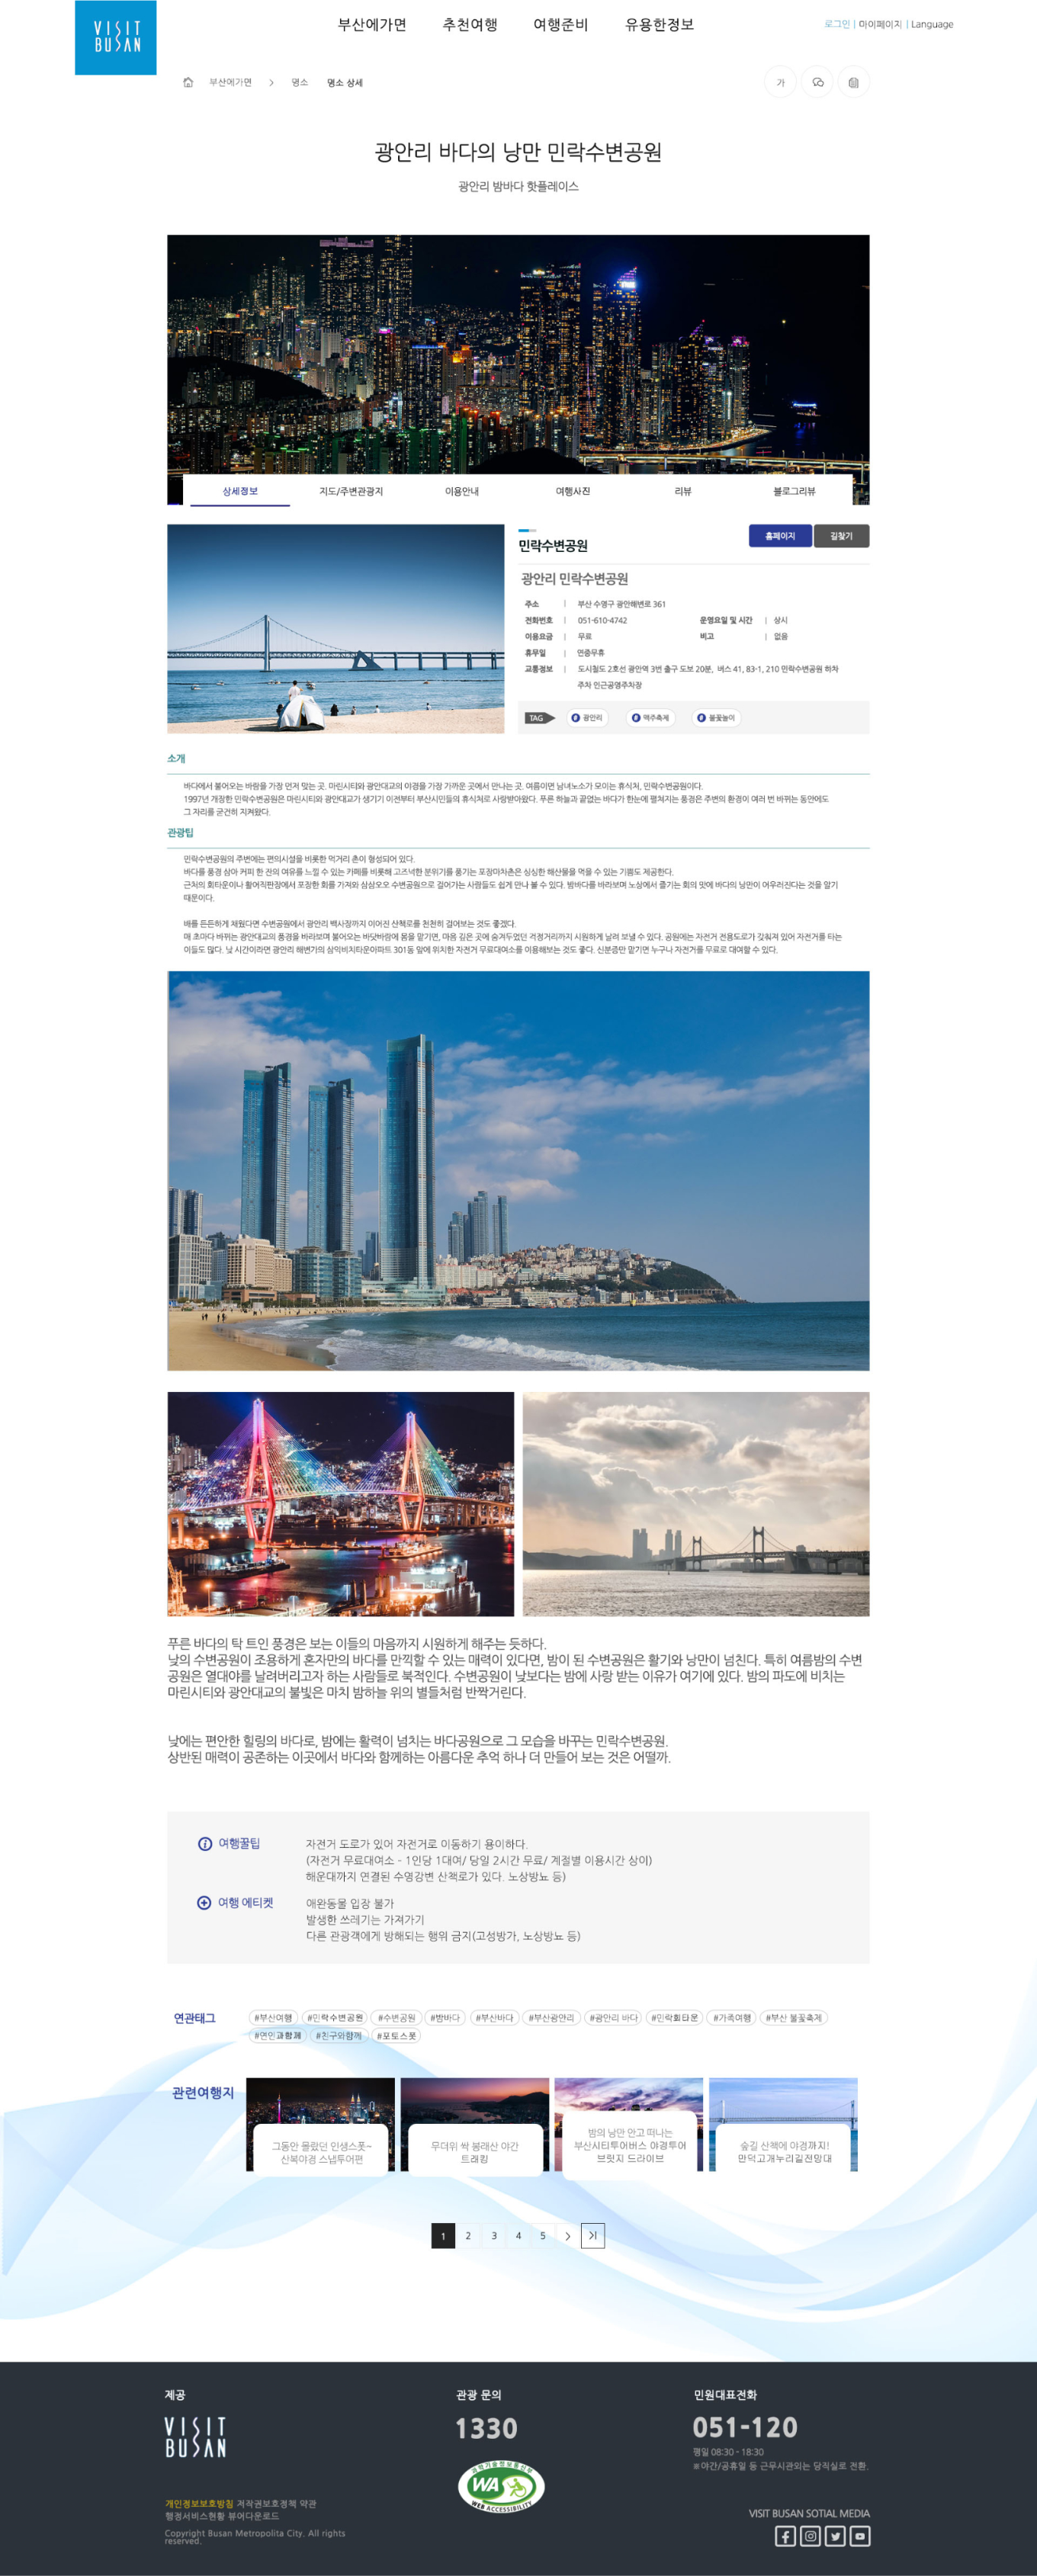 VISIT
BUSAN
부산에가면 추천여행 여행준비 유용한정보
로그인 | 마이페이지 | Language
부산에가면 > 명소 명소 상세
가
광안리 바다의 낭만 민락수변공원
광안리 밤바다 핫플레이스
상세정보 지도/주변관광지 이용안내 여행사진 리뷰 블로그리뷰
민락수변공원
홈페이지 길찾기
광안리 민락수변공원
주소 | 부산 수영구 광안해변로 361
전화번호 | 051-610-4742 운영요일 및 시간 | 상시
이용요금 | 무료 비고 | 없음
휴무일 | 연중무휴
교통정보 | 도시철도 2호선 광안역 3번 출구 도보 20분, 버스 41, 83-1, 210 민락수변공원 하차
주차 인근공영주차장
TAG # 광안리 # 맥주축제 # 불꽃놀이
소개
바다에서 불어오는 바람을 가장 먼저 맞는 곳. 마린시티와 광안대교의 야경을 가장 가까운 곳에서 만나는 곳. 여름이면 남녀노소가 모이는 휴식처, 민락수변공원이다.
1997년 개장한 민락수변공원은 마린시티와 광안대교가 생기기 이전부터 부산시민들의 휴식처로 사랑받아왔다. 푸른 하늘과 끝없는 바다가 한눈에 펼쳐지는 풍경은 주변의 환경이 여러 번 바뀌는 동안에도
그 자리를 굳건히 지켜왔다.
관광팁
민락수변공원의 주변에는 편의시설을 비롯한 먹거리 촌이 형성되어 있다.
바다를 풍경 삼아 커피 한 잔의 여유를 느낄 수 있는 카페를 비롯해 고즈넉한 분위기를 풍기는 포장마차촌은 싱싱한 해산물을 먹을 수 있는 기쁨도 제공한다.
근처의 회타운이나 활어직판장에서 포장한 회를 가져와 삼삼오오 수변공원으로 걸어가는 사람들도 쉽게 만나 볼 수 있다. 밤바다를 바라보며 노상에서 즐기는 회의 맛에 바다의 낭만이 어우러진다는 것을 알기
때문이다.
배를 든든하게 채웠다면 수변공원에서 광안리 백사장까지 이어진 산책로를 천천히 걸어보는 것도 좋겠다.
매 초마다 바뀌는 광안대교의 풍경을 바라보며 불어오는 바닷바람에 몸을 맡기면, 마음 깊은 곳에 숨겨두었던 걱정거리까지 시원하게 날려 보낼 수 있다. 공원에는 자전거 전용도로가 갖춰져 있어 자전거를 타는
이들도 많다. 낮 시간이라면 광안리 해변가의 삼익비치타운아파트 301동 앞에 위치한 자전거 무료대여소를 이용해보는 것도 좋다. 신분증만 맡기면 누구나 자전거를 무료로 대여할 수 있다.
푸른 바다의 탁 트인 풍경은 보는 이들의 마음까지 시원하게 해주는 듯하다.
낮의 수변공원이 조용하게 혼자만의 바다를 만끽할 수 있는 매력이 있다면, 밤이 된 수변공원은 활기와 낭만이 넘친다. 특히 여름밤의 수변
공원은 열대야를 날려버리고자 하는 사람들로 북적인다. 수변공원이 낮보다는 밤에 사랑 받는 이유가 여기에 있다. 밤의 파도에 비치는
마린시티와 광안대교의 불빛은 마치 밤하늘 위의 별들처럼 반짝거린다.
낮에는 편안한 힐링의 바다로, 밤에는 활력이 넘치는 바다공원으로 그 모습을 바꾸는 민락수변공원.
상반된 매력이 공존하는 이곳에서 바다와 함께하는 아름다운 추억 하나 더 만들어 보는 것은 어떨까.
여행꿀팁 자전거 도로가 있어 자전거로 이동하기 용이하다.
(자전거 무료대여소 - 1인당 1대여/ 당일 2시간 무료/ 계절별 이용시간 상이)
해운대까지 연결된 수영강변 산책로가 있다. 노상방뇨 등)
여행 에티켓 애완동물 입장 불가
발생한 쓰레기는 가져가기
다른 관광객에게 방해되는 행위 금지(고성방가, 노상방뇨 등)
연관태그 #부산여행 #민락수변공원 #수변공원 #밤바다 #부산바다 #부산광안리 #광안리 바다 #민락회타운 #가족여행 #부산 불꽃축제
#연인과함께 #친구와함께 #포토스폿
관련여행지
그동안 몰랐던 인생스폿~
산복야경 스냅투어편
무더위 싹 봉래산 야간
트래킹
밤의 낭만 안고 떠나는
부산시티투어버스 야경투어
브릿지 드라이브
숲길 산책에 야경까지!
만덕고개누리길전망대
1 2 3 4 5 > >|
제공 관광 문의 민원대표전화
VISIT
BUSAN
1330
051-120
평일 08:30 - 18:30
※야간/공휴일 등 근무시관외는 당직실로 전환.
WA
WEB ACCESSIBILITY
개인정보보호방침 저작권보호정책 약관
행정서비스현황 뷰어다운로드
Copyright Busan Metropolita City. All rights
reserved.
VISIT BUSAN SOTIAL MEDIA